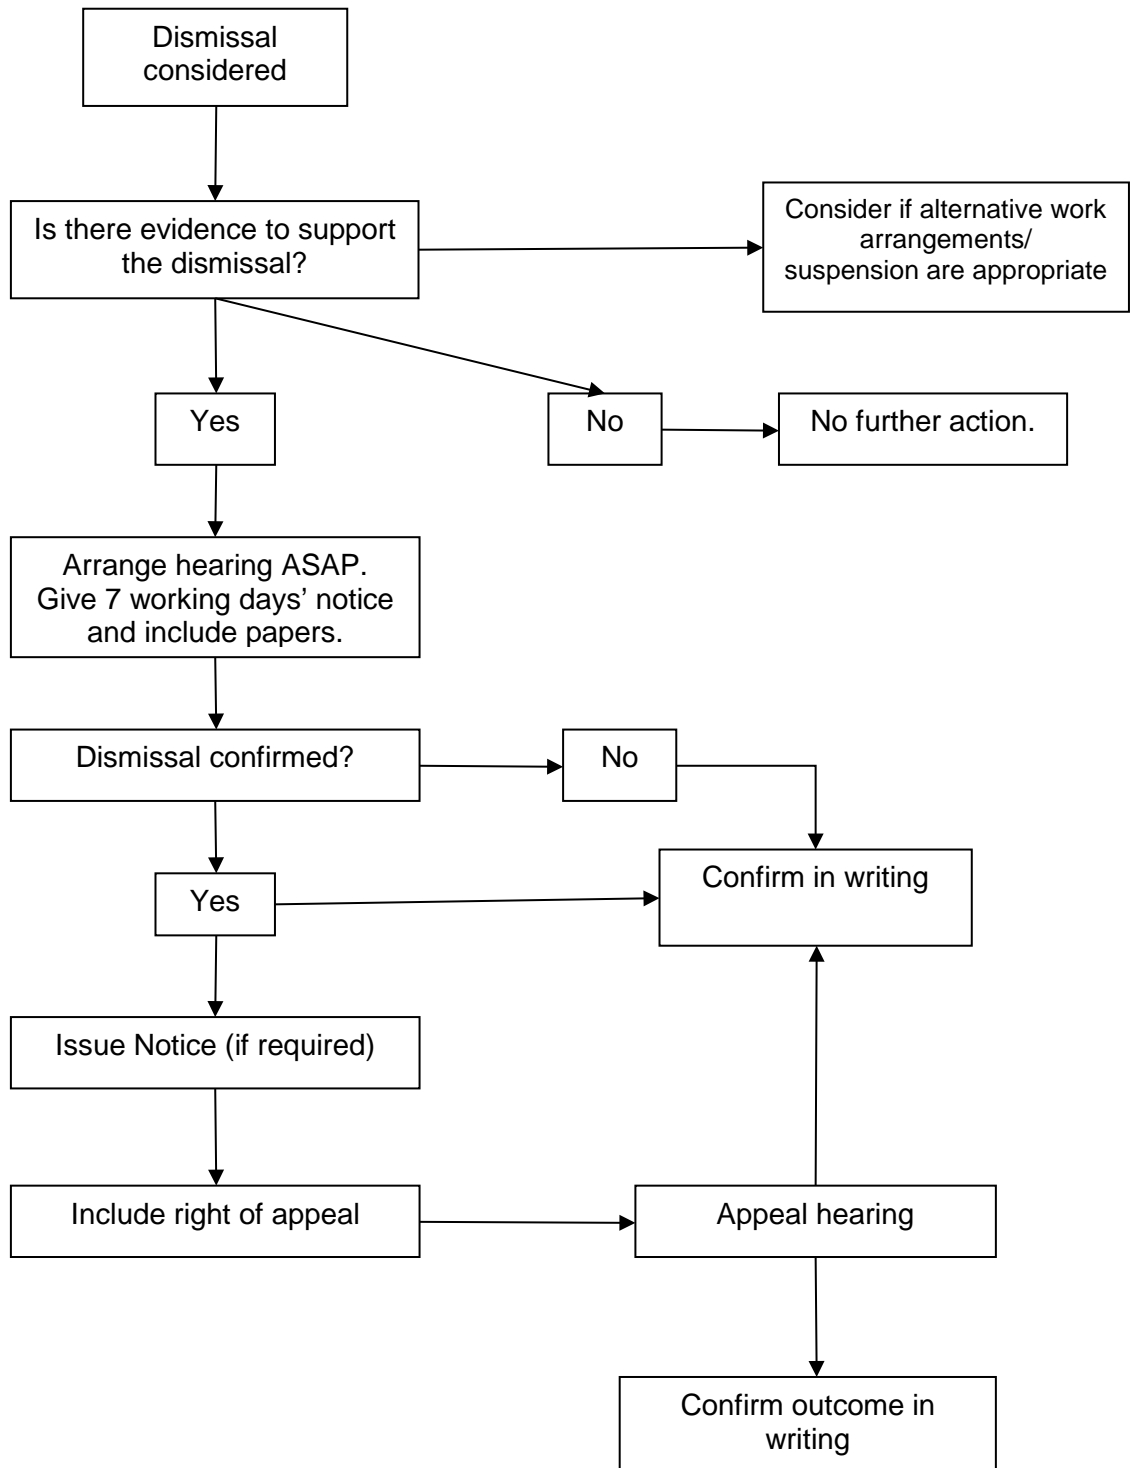 Dismissal
considered
Is there evidence to support
the dismissal?
Consider if alternative work
arrangements/
suspension are appropriate
Yes
No
No further action.
Arrange hearing ASAP.
Give 7 working days’ notice
and include papers.
Dismissal confirmed?
No
Confirm in writing
Yes
Issue Notice (if required)
Include right of appeal
Appeal hearing
Confirm outcome in
writing